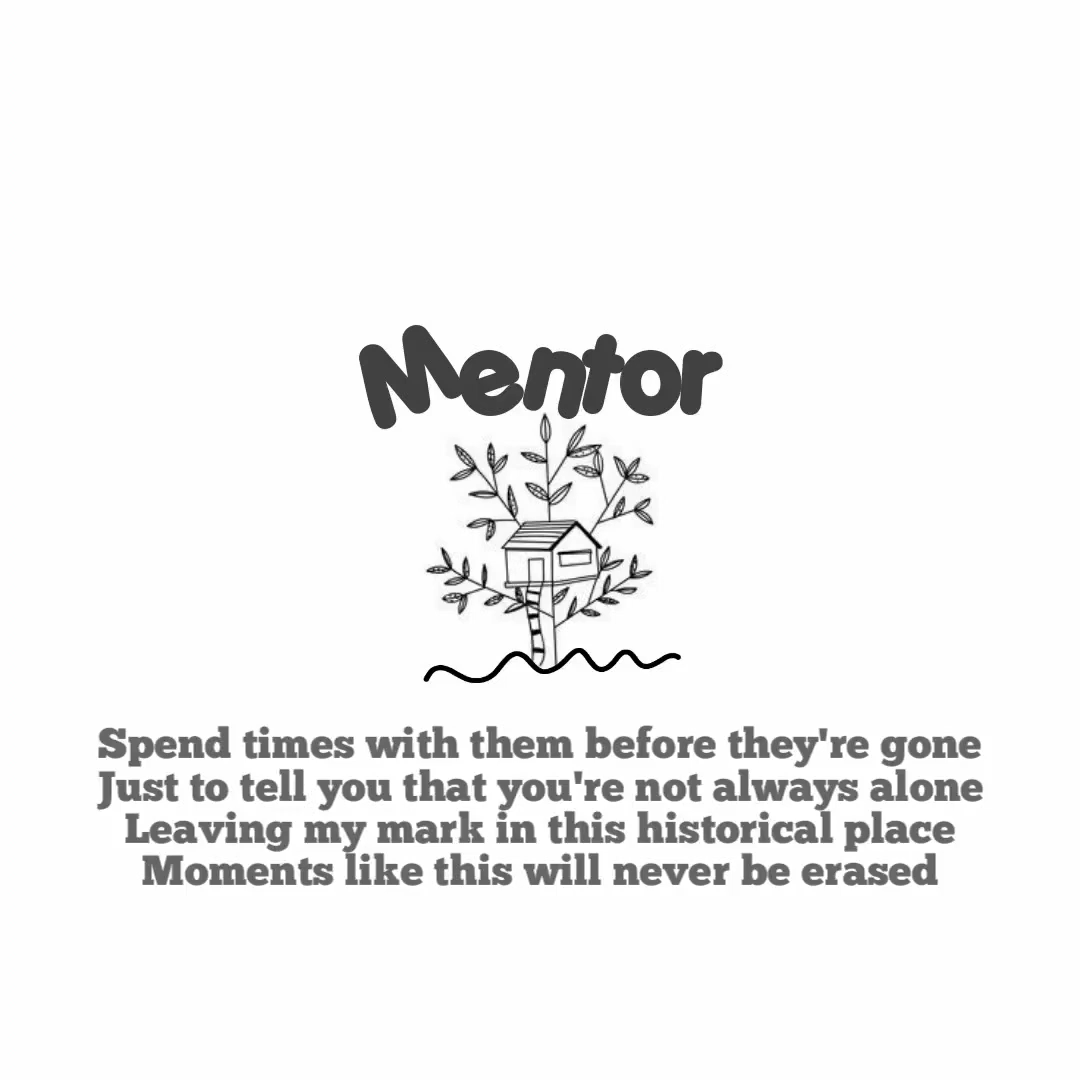 Mentor
Spend times with them before they're gone
Just to tell you that you're not always alone
Leaving my mark in this historical place
Moments like this will never be erased